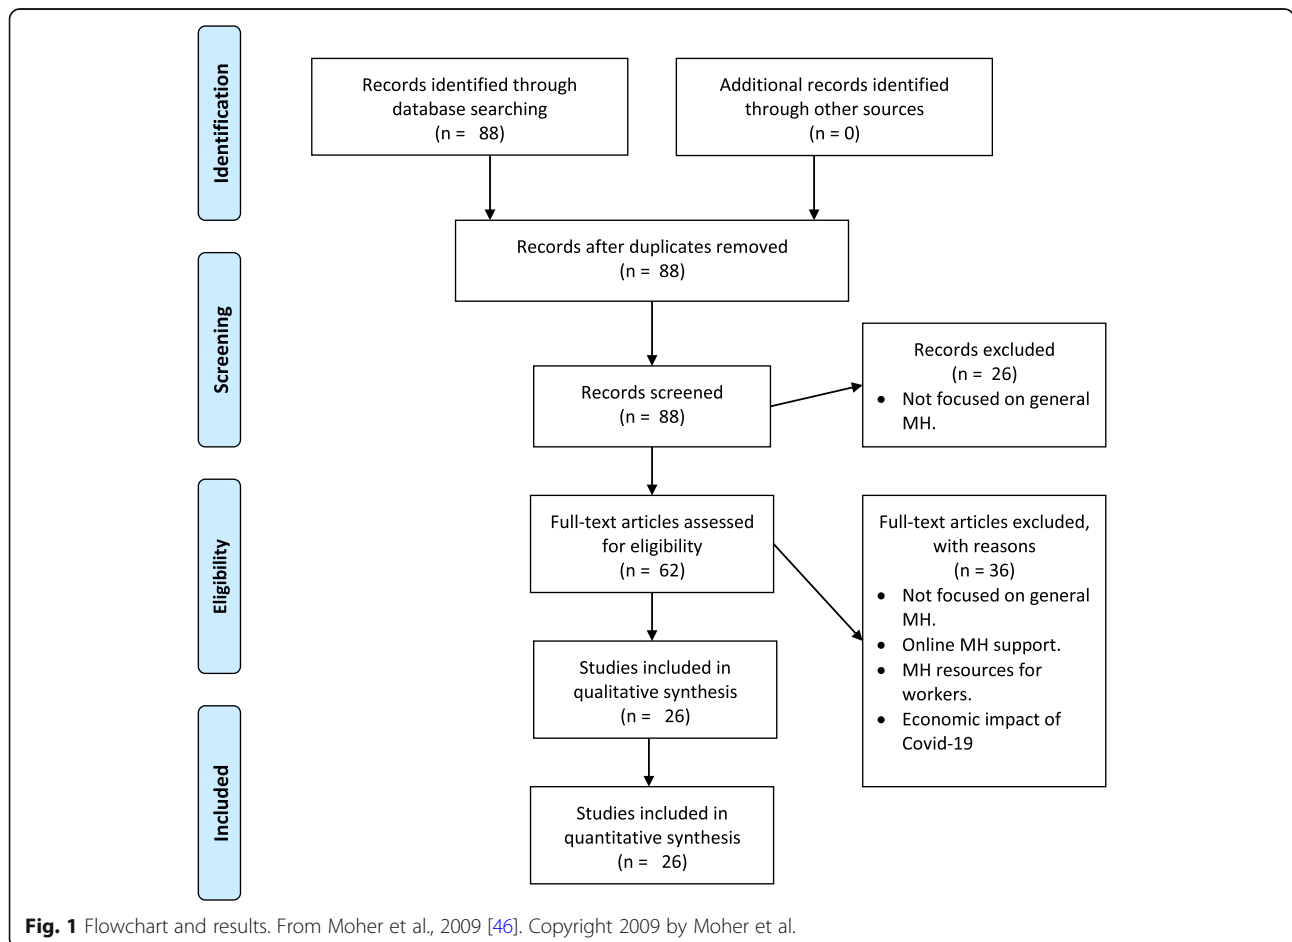 Identification
Records identified through
database searching
(n = 88)
Additional records identified
through other sources
(n = 0)
Records after duplicates removed
(n = 88)
Screening
Records screened
(n = 88)
Records excluded
(n = 26)
• Not focused on general
MH.
Eligibility
Full-text articles assessed
for eligibility
(n = 62)
Full-text articles excluded,
with reasons
(n = 36)
• Not focused on general
MH.
• Online MH support.
• MH resources for
workers.
• Economic impact of
Covid-19
Studies included in
qualitative synthesis
(n = 26)
Included
Studies included in
quantitative synthesis
(n = 26)
Fig. 1 Flowchart and results. From Moher et al., 2009 [46]. Copyright 2009 by Moher et al.